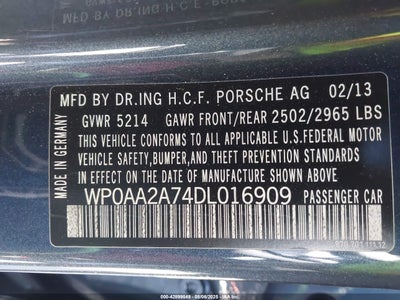 MFD BY DR.ING H.C.F. PORSCHE AG 02/13
GVWR 5214 GAWR FRONT/REAR 2502/2965 LBS
THIS VEHICLE CONFORMS TO ALL APPLICABLE U.S.FEDERAL MOTOR
VEHICLE SAFETY,BUMPER,AND THEFT PREVENTION STANDARDS IN
EFFECT ON THE DATE OF MANUFACTURE SHOWN ABOVE.
WP0AA2A74DL016909 PASSENGER CAR
MADE IN GERMANY